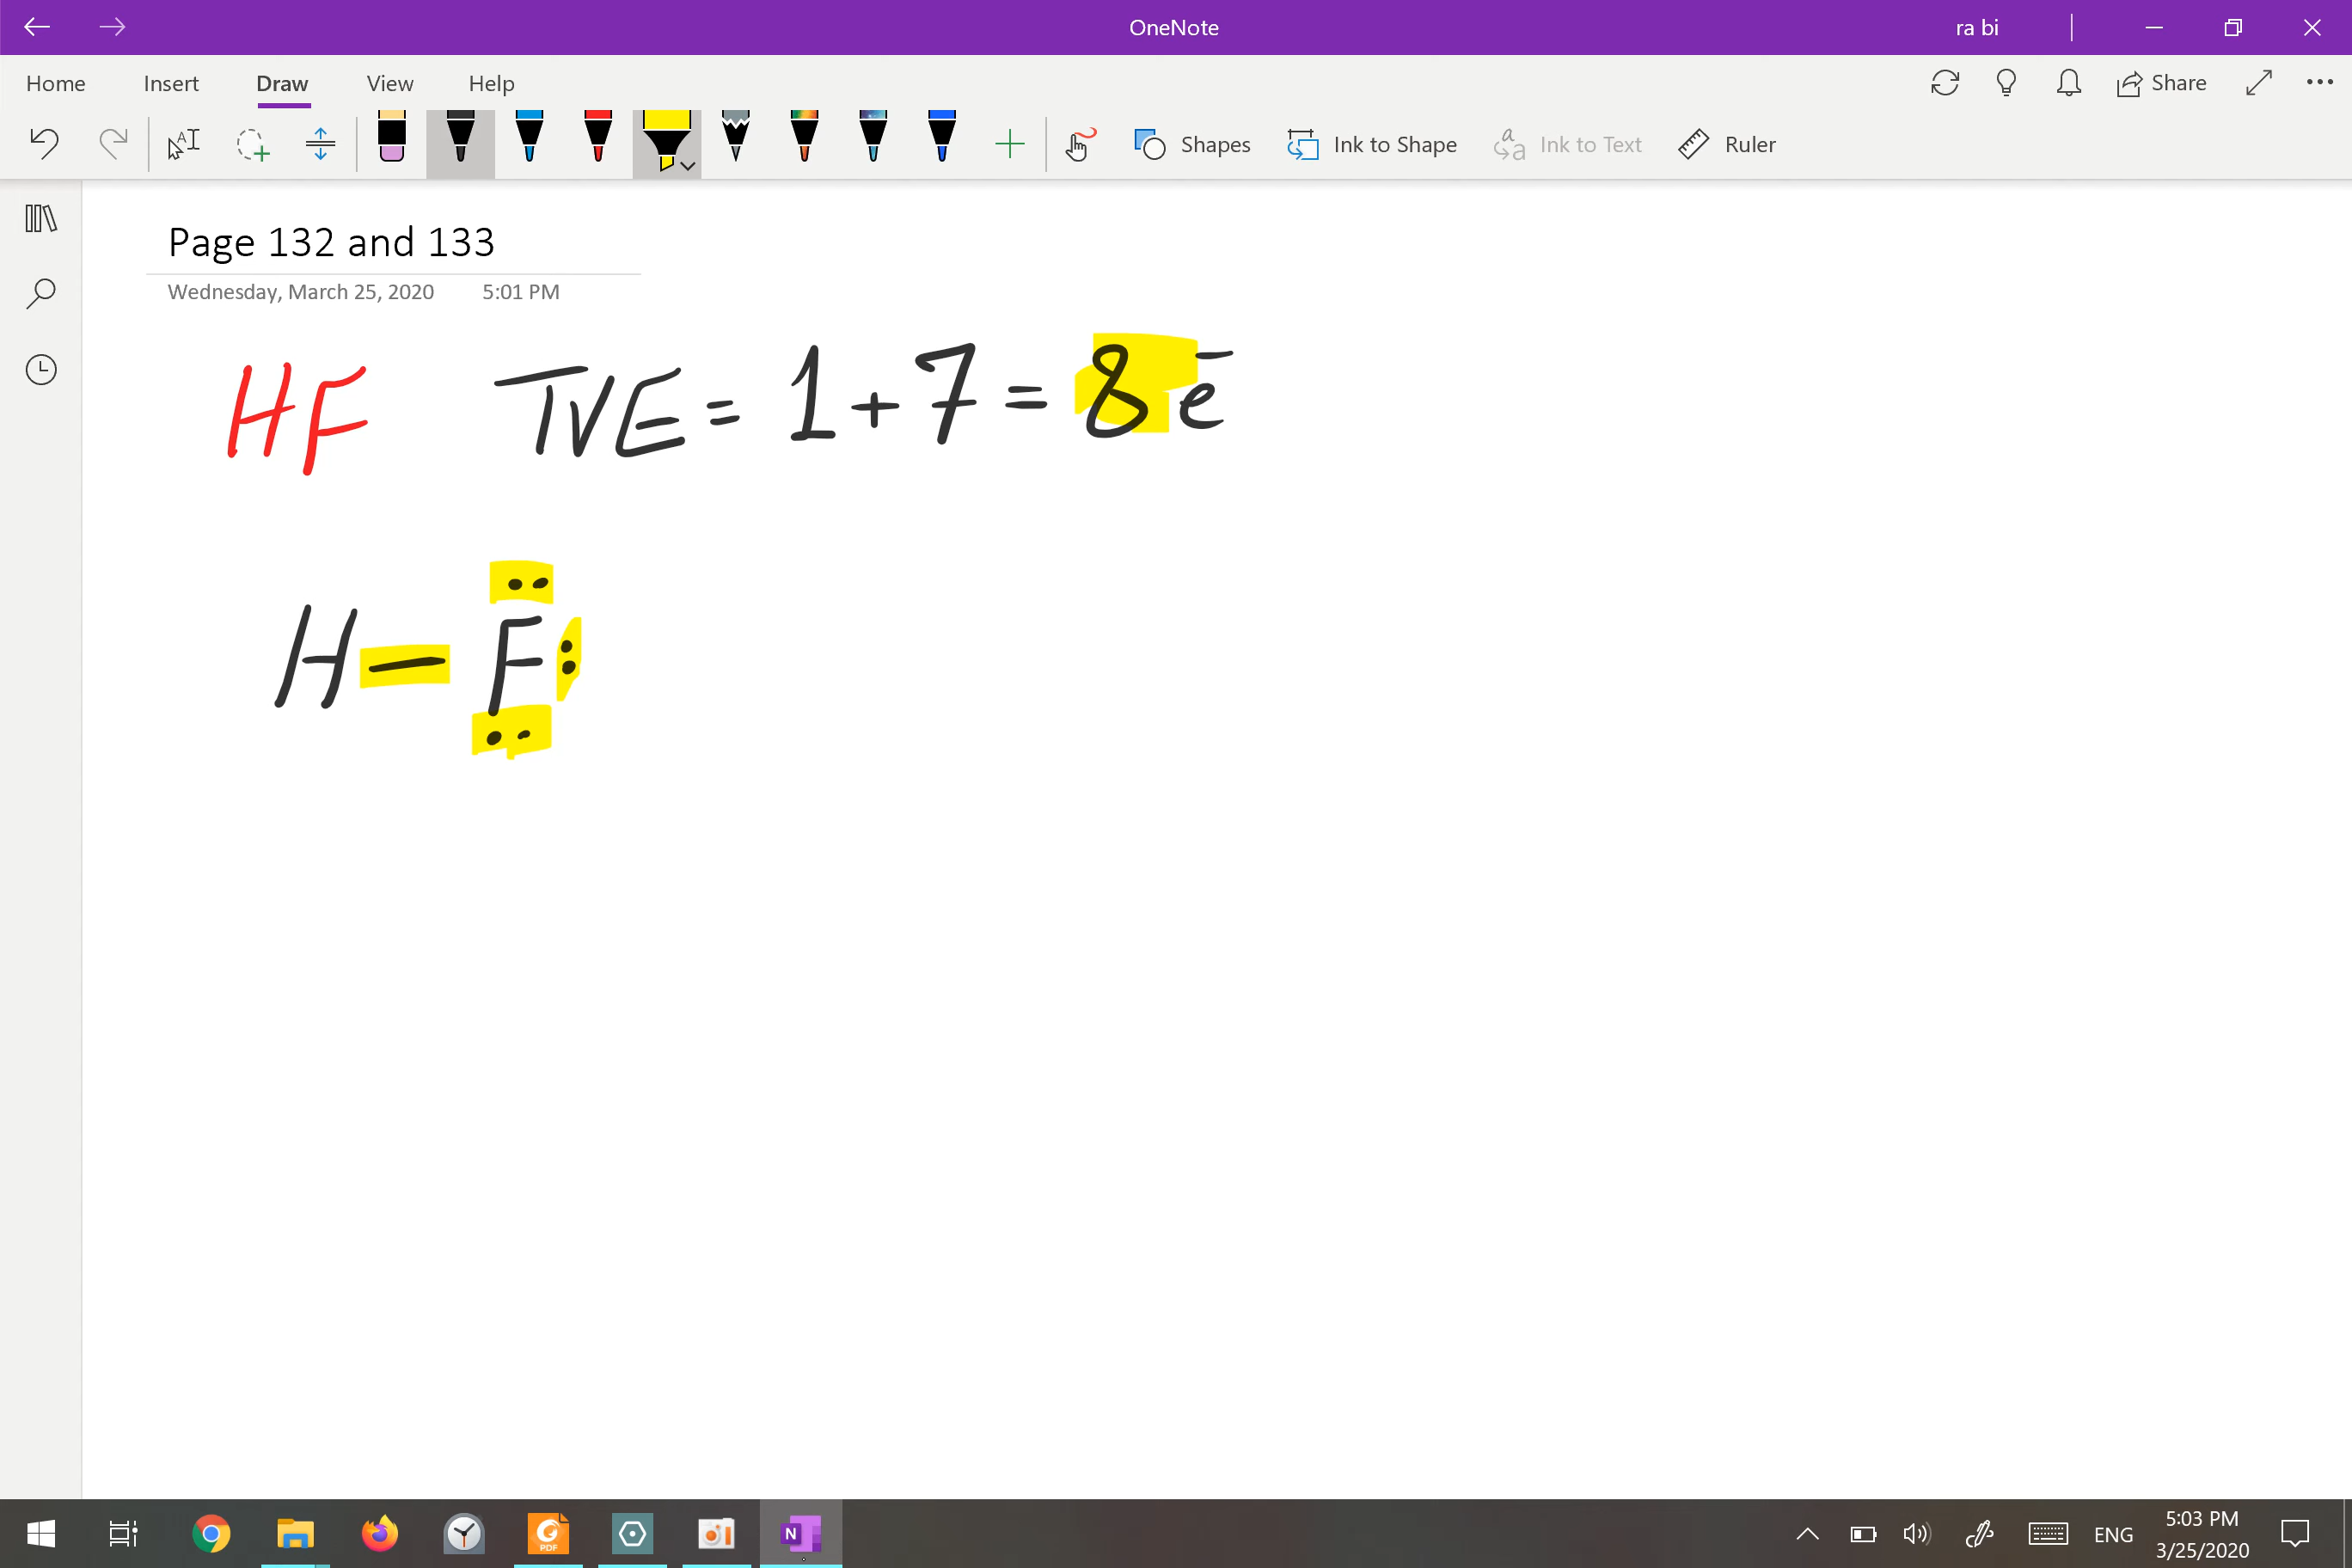 OneNote
ra bi
Home Insert Draw View Help
Share
Shapes Ink to Shape Ink to Text Ruler
Page 132 and 133
Wednesday, March 25, 2020 5:01 PM
HF TVE = 1 + 7 = 8 e⁻
H — F
PDF
N
ENG
5:03 PM
3/25/2020